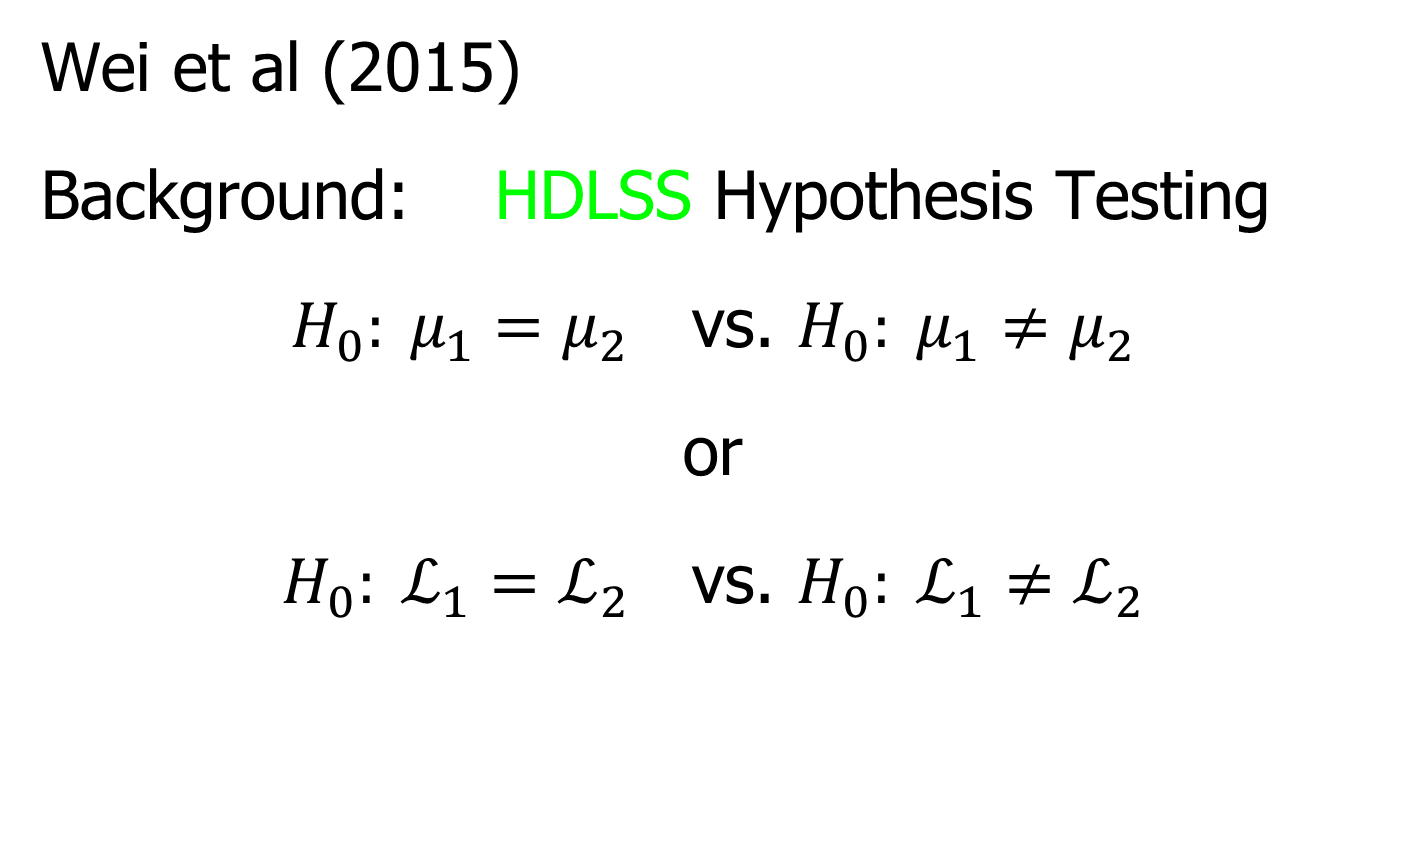 Wei et al (2015)
Background: HDLSS Hypothesis Testing
𝐻₀: 𝜇₁ = 𝜇₂ vs. 𝐻₀: 𝜇₁ ≠ 𝜇₂
or
𝐻₀: ℒ₁ = ℒ₂ vs. 𝐻₀: ℒ₁ ≠ ℒ₂